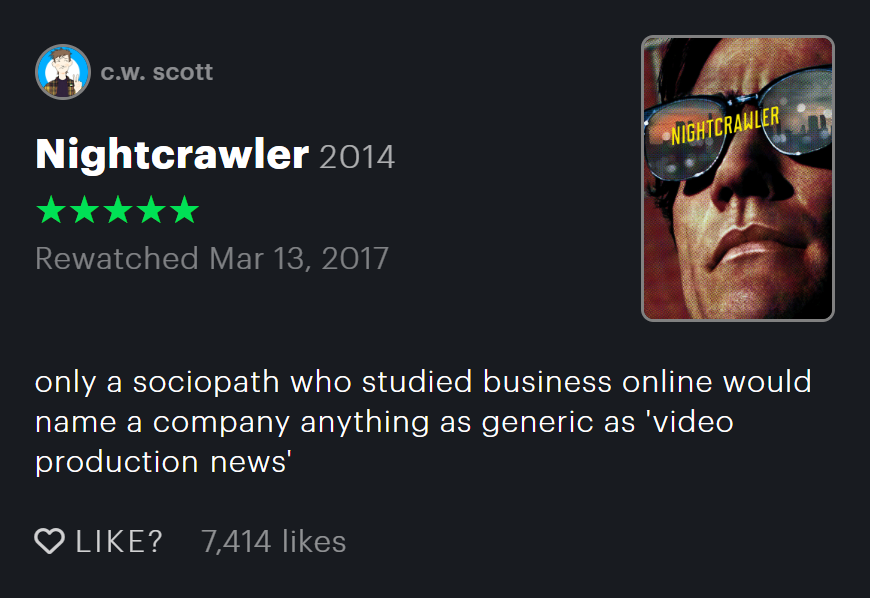 c.w. scott
NIGHTCRAWLER
Nightcrawler 2014
★★★★★
Rewatched Mar 13, 2017
only a sociopath who studied business online would
name a company anything as generic as 'video
production news'
LIKE? 7,414 likes